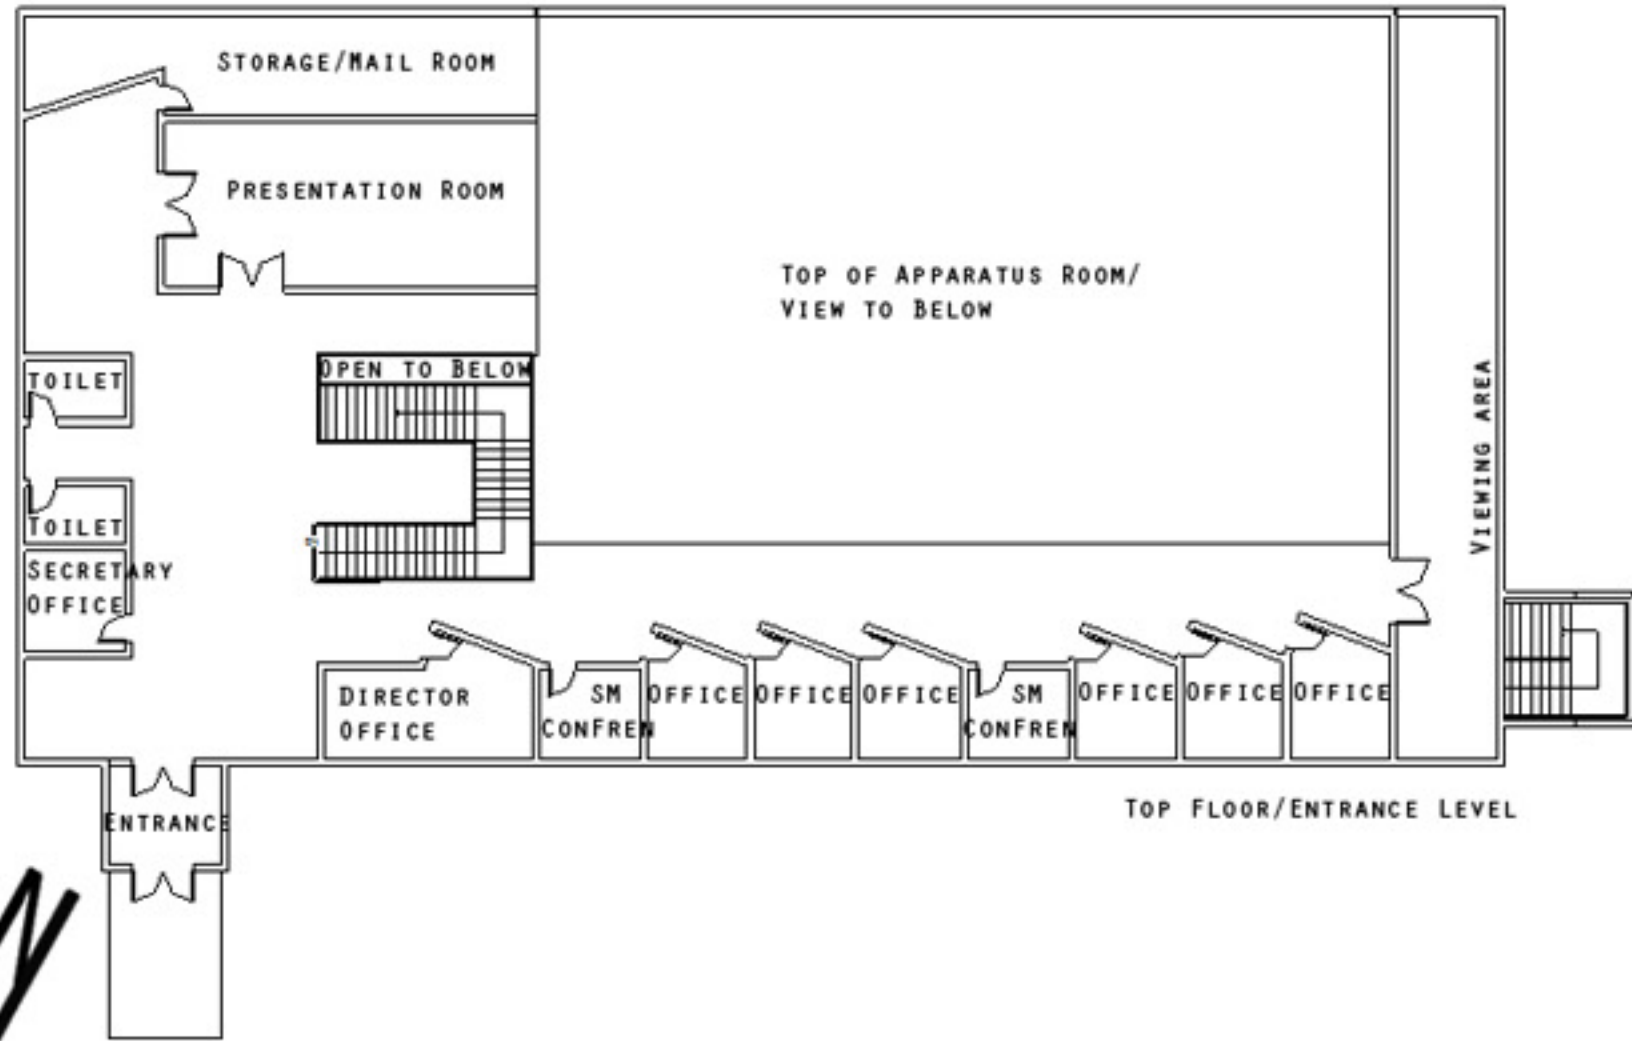 STORAGE/MAIL ROOM
PRESENTATION ROOM
TOP OF APPARATUS ROOM/
VIEW TO BELOW
OPEN TO BELOW
TOILET
TOILET
SECRETARY
OFFICE
VIEWING AREA
DIRECTOR
OFFICE
SM
CONFREN
OFFICE
OFFICE
OFFICE
SM
CONFREN
OFFICE
OFFICE
OFFICE
ENTRANCE
TOP FLOOR/ENTRANCE LEVEL
N